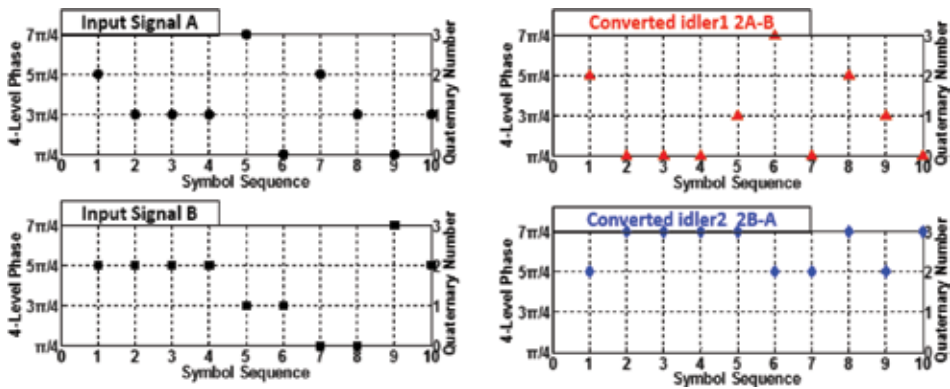 Input Signal A
4-Level Phase
7π/4
5π/4
3π/4
π/4
3
2
1
0
Quaternary Number
0 1 2 3 4 5 6 7 8 9 10
Symbol Sequence
Converted idler1 2A-B
4-Level Phase
7π/4
5π/4
3π/4
π/4
3
2
1
0
Quaternary Number
0 1 2 3 4 5 6 7 8 9 10
Symbol Sequence
Input Signal B
4-Level Phase
7π/4
5π/4
3π/4
π/4
3
2
1
0
Quaternary Number
0 1 2 3 4 5 6 7 8 9 10
Symbol Sequence
Converted idler2 2B-A
4-Level Phase
7π/4
5π/4
3π/4
π/4
3
2
1
0
Quaternary Number
0 1 2 3 4 5 6 7 8 9 10
Symbol Sequence